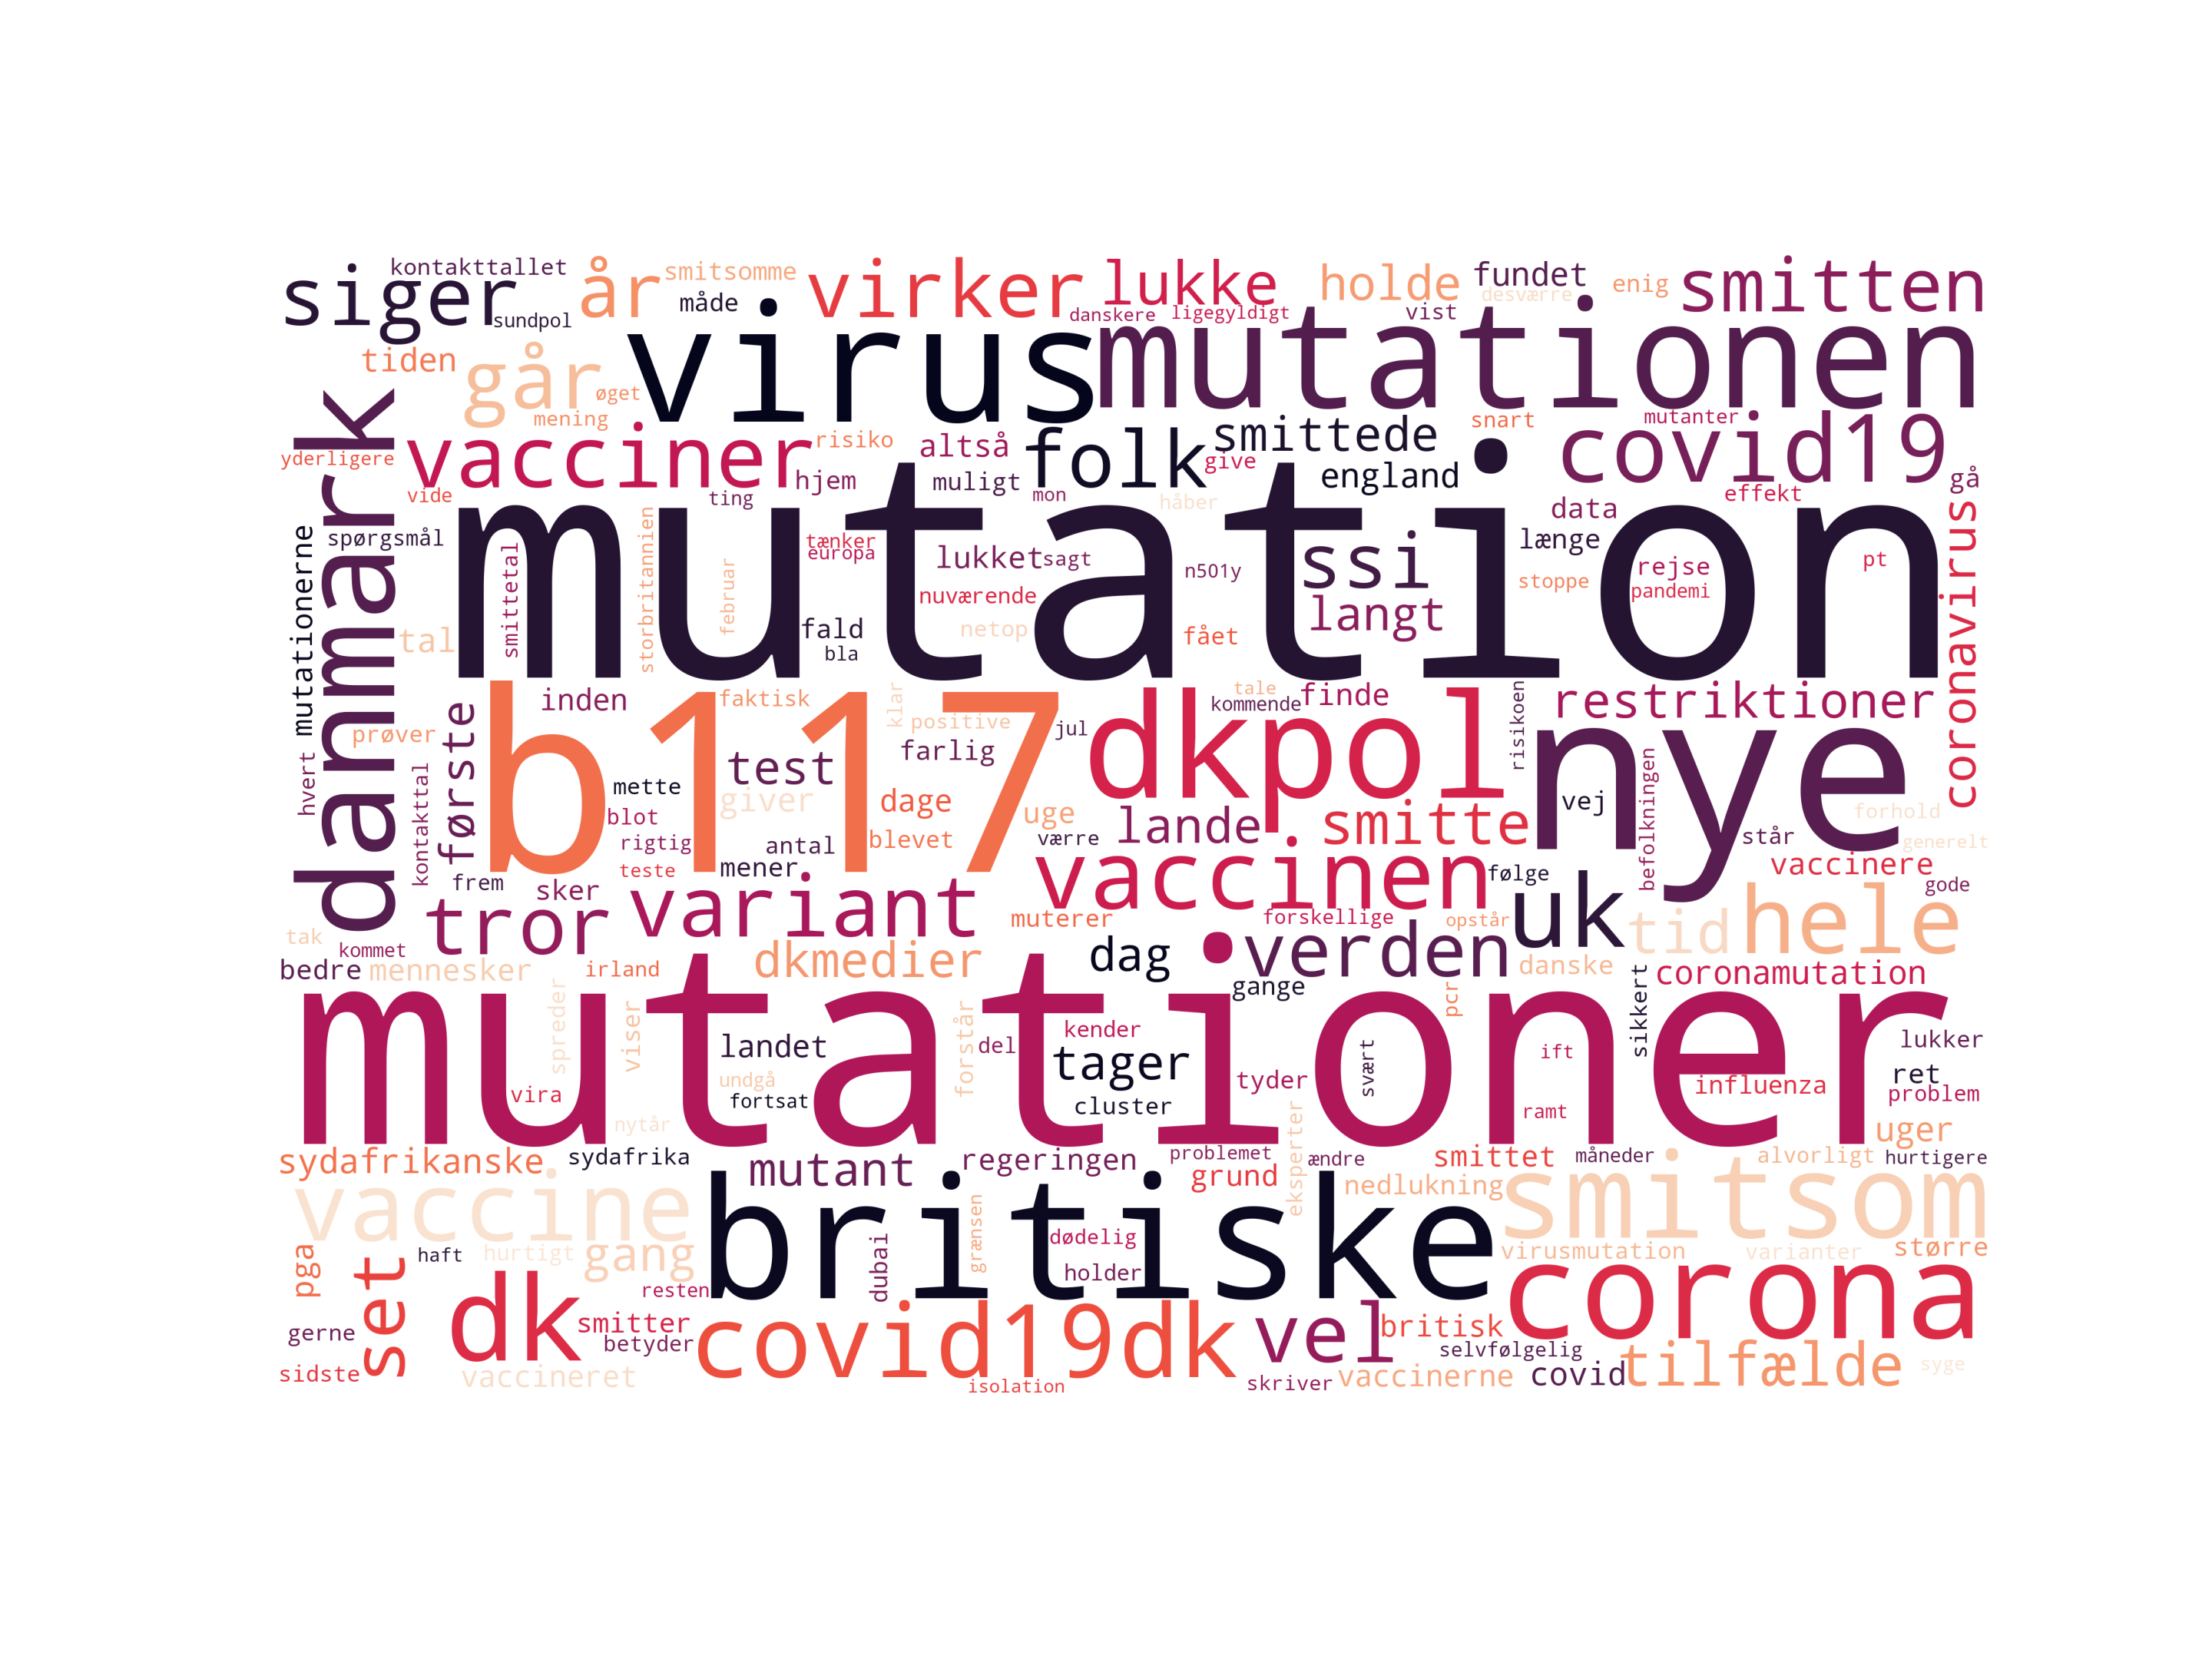 siger
kontakttallet
sundpol
år
smitsomme
måde
virker
lukke
danskere
ligegyldigt
holde
fundet
desværre
vist
enig
smitten
tiden
går
øget
mening
virus
mutationen
yderligere
vacciner
vide
risiko
hjem
ting
altså
muligt
folk
mon
smittede
give
håber
england
snart
mutanter
covid19
effekt
gå
danmark
mutationerne
spørgsmål
mutation
smittetal
storbritannien
februar
tænker
europa
lukket
sagt
nuværende
n501y
ssi
langt
data
længe
stoppe
rejse
pandemi
pt
coronavirus
tal
fald
bla
netop
fået
inden
faktisk
klar
positive
tale
kommende
finde
risikoen
restriktioner
første
prøver
hvert
kontakttal
b117
test
farlig
jul
dkpol
nye
mette
giver
dage
uge
blot
rigtig
teste
antal
blevet
mener
værre
lande
smitte
vej
befolkningen
står
forhold
generelt
vaccinere
gode
frem
sker
vaccinen
følge
tror
variant
muterer
forskellige
opstår
uk
tid
hele
tak
kommet
bedre
mennesker
irland
dkmedier
dag
verden
gange
pcr
danske
sikkert
coronamutation
mutationer
spreder
viser
landet
forstår
del
kender
tager
svært
ift
lukker
ret
vira
undgå
fortsat
cluster
tyder
ramt
influenza
problem
nytår
uger
sydafrikanske
sydafrika
mutant
regeringen
problemet
grund
eksperter
ændre
smittet
nedlukning
måneder
alvorligt
hurtigere
vaccine
britiske
smitsom
pga
set
haft
hurtigt
gang
dubai
grænsen
dødelig
holder
virusmutation
varianter
større
resten
dk
gerne
sidste
smitter
betyder
vaccineret
covid19dk
isolation
vel
skriver
britisk
selvfølgelig
vaccinerne
covid
corona
tilfælde
syge